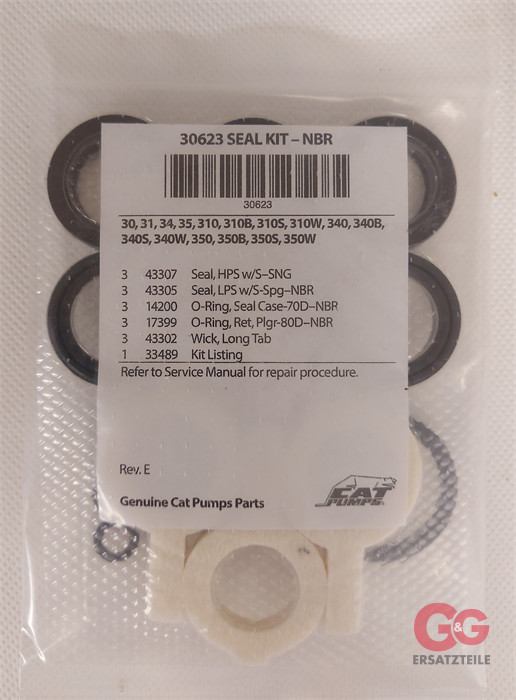 30623 SEAL KIT – NBR
30623
30, 31, 34, 35, 310, 310B, 310S, 310W, 340, 340B,
340S, 340W, 350, 350B, 350S, 350W
3 43307 Seal, HPS w/S–SNG
3 43305 Seal, LPS w/S-Spg–NBR
3 14200 O-Ring, Seal Case-70D–NBR
3 17399 O-Ring, Ret, Plgr-80D–NBR
3 43302 Wick, Long Tab
1 33489 Kit Listing
Refer to Service Manual for repair procedure.
Rev. E
Genuine Cat Pumps Parts
CAT
PUMPS
G&G
ERSATZTEILE